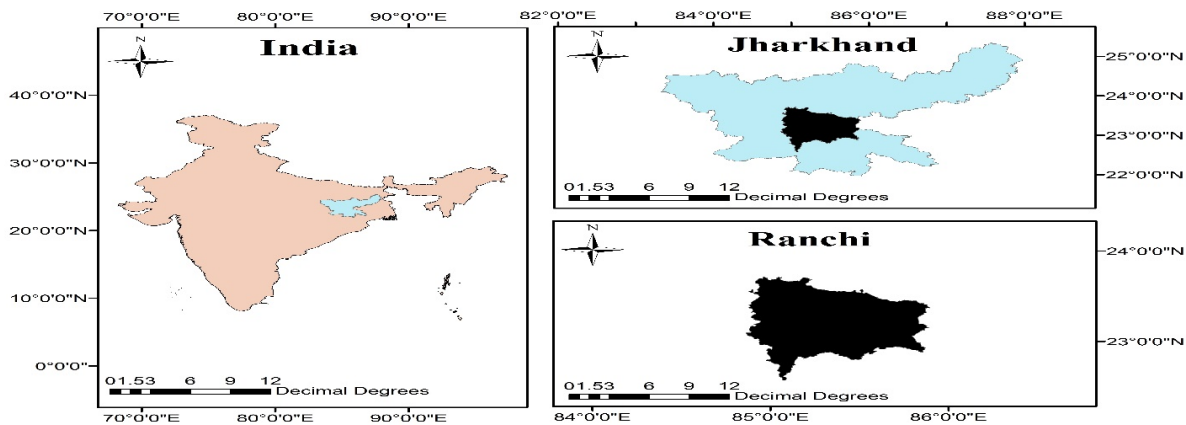 70°0'0"E 80°0'0"E 90°0'0"E
N
India
40°0'0"N
30°0'0"N
20°0'0"N
10°0'0"N
0°0'0"
01.53 6 9 12
Decimal Degrees
70°0'0"E 80°0'0"E 90°0'0"E
82°0'0"E 84°0'0"E 86°0'0"E 88°0'0"E
N
Jharkhand
25°0'0"N
24°0'0"N
23°0'0"N
22°0'0"N
01.53 6 9 12
Decimal Degrees
N
Ranchi
24°0'0"N
23°0'0"N
01.53 6 9 12
Decimal Degrees
84°0'0"E 85°0'0"E 86°0'0"E